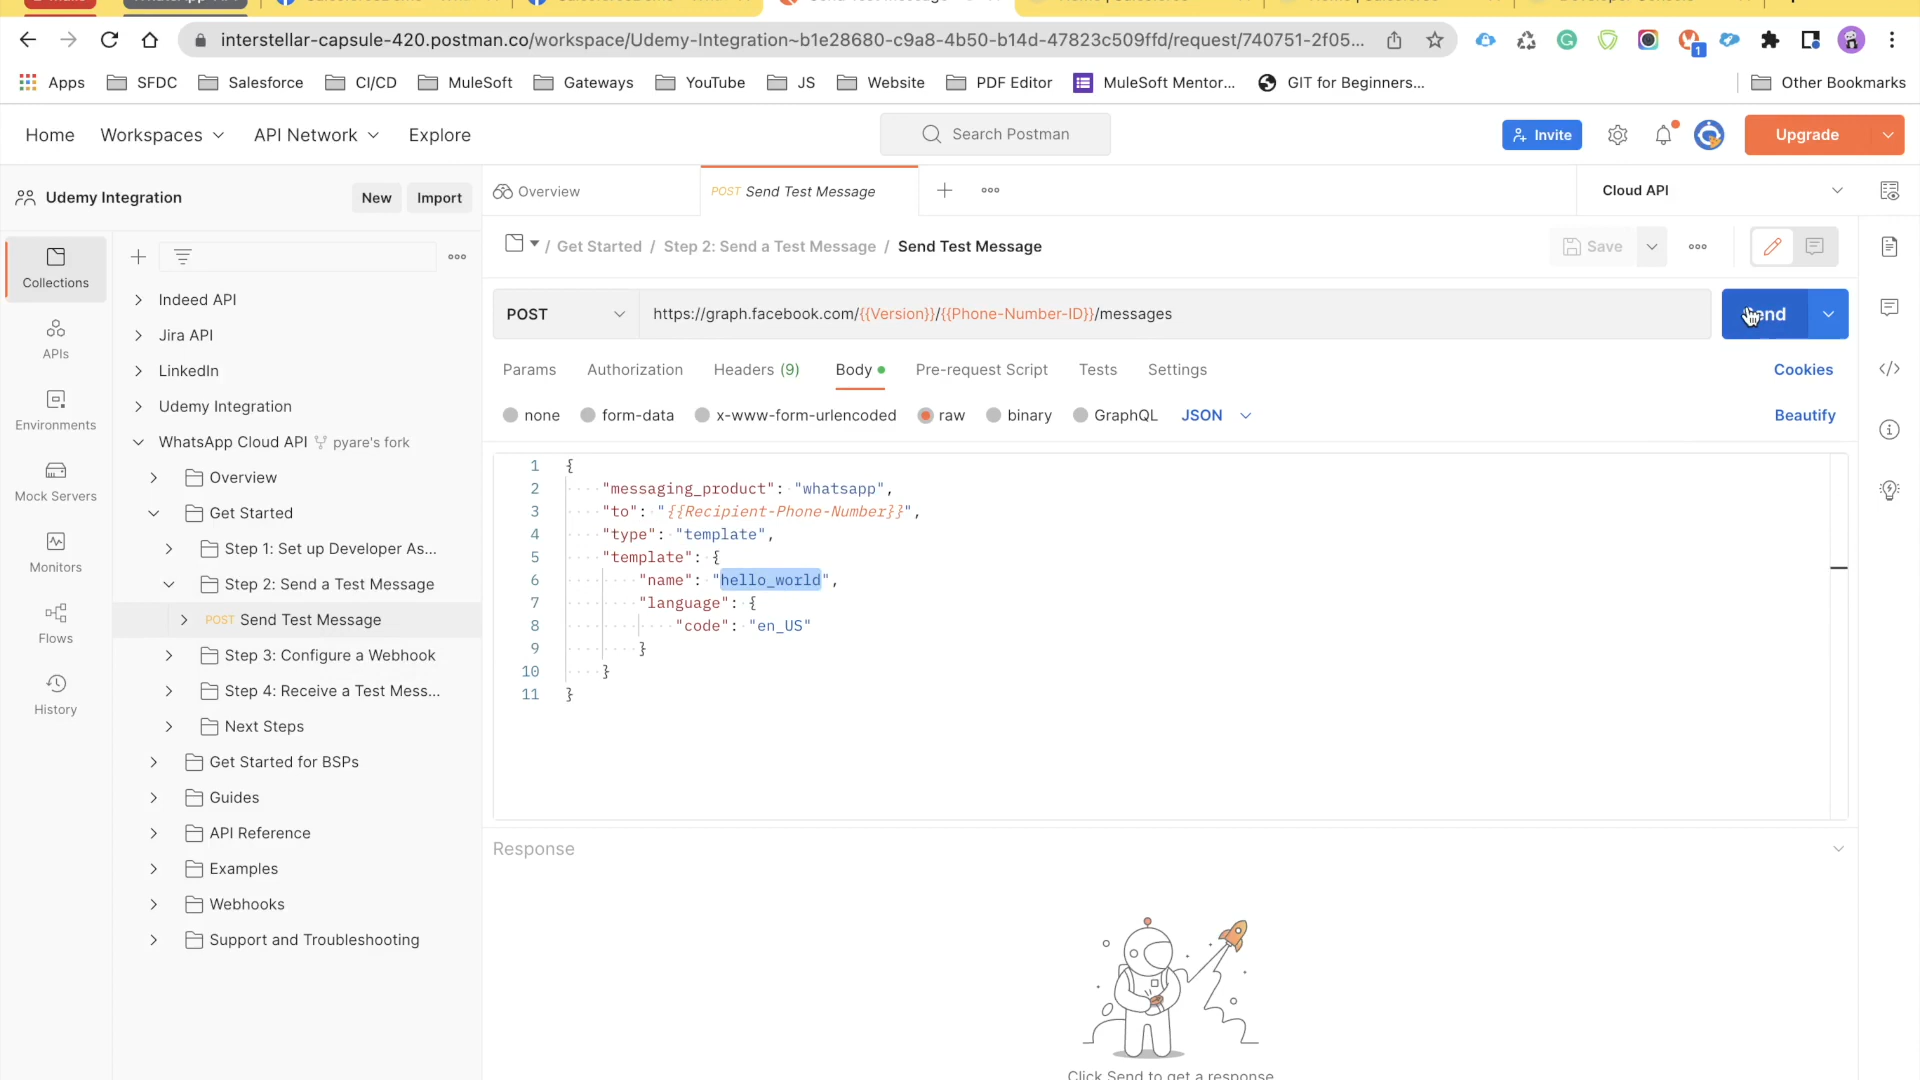 interstellar-capsule-420.postman.co/workspace/Udemy-Integration~b1e28680-c9a8-4b50-b14d-47823c509ffd/request/740751-2f05...
1
Apps SFDC Salesforce CI/CD MuleSoft Gateways YouTube JS Website PDF Editor MuleSoft Mentor... GIT for Beginners... Other Bookmarks
Home Workspaces API Network Explore Search Postman Invite Upgrade
Udemy Integration New Import Overview POST Send Test Message Cloud API
Get Started / Step 2: Send a Test Message / Send Test Message Save
Collections
APIs
Environments
Mock Servers
Monitors
Flows
History
Indeed API
Jira API
LinkedIn
Udemy Integration
WhatsApp Cloud API pyare's fork
Overview
Get Started
Step 1: Set up Developer As...
Step 2: Send a Test Message
POST Send Test Message
Step 3: Configure a Webhook
Step 4: Receive a Test Mess...
Next Steps
Get Started for BSPs
Guides
API Reference
Examples
Webhooks
Support and Troubleshooting
POST https://graph.facebook.com/{{Version}}/{{Phone-Number-ID}}/messages
Params Authorization Headers (9) Body Pre-request Script Tests Settings Cookies
none form-data x-www-form-urlencoded raw binary GraphQL JSON Beautify
1 {
2 "messaging_product": "whatsapp",
3 "to": "{{Recipient-Phone-Number}}",
4 "type": "template",
5 "template": {
6 "name": "hello_world",
7 "language": {
8 "code": "en_US"
9 }
10 }
11 }
Response
Click Send to get a response